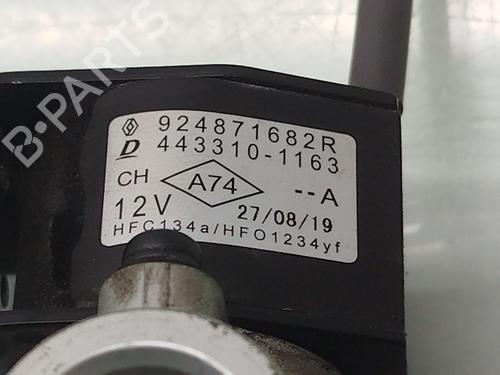 924871682R
D 443310-1163
CH A74 --A
12V 27/08/19
HFC134a/HFO1234yf
B-PARTS